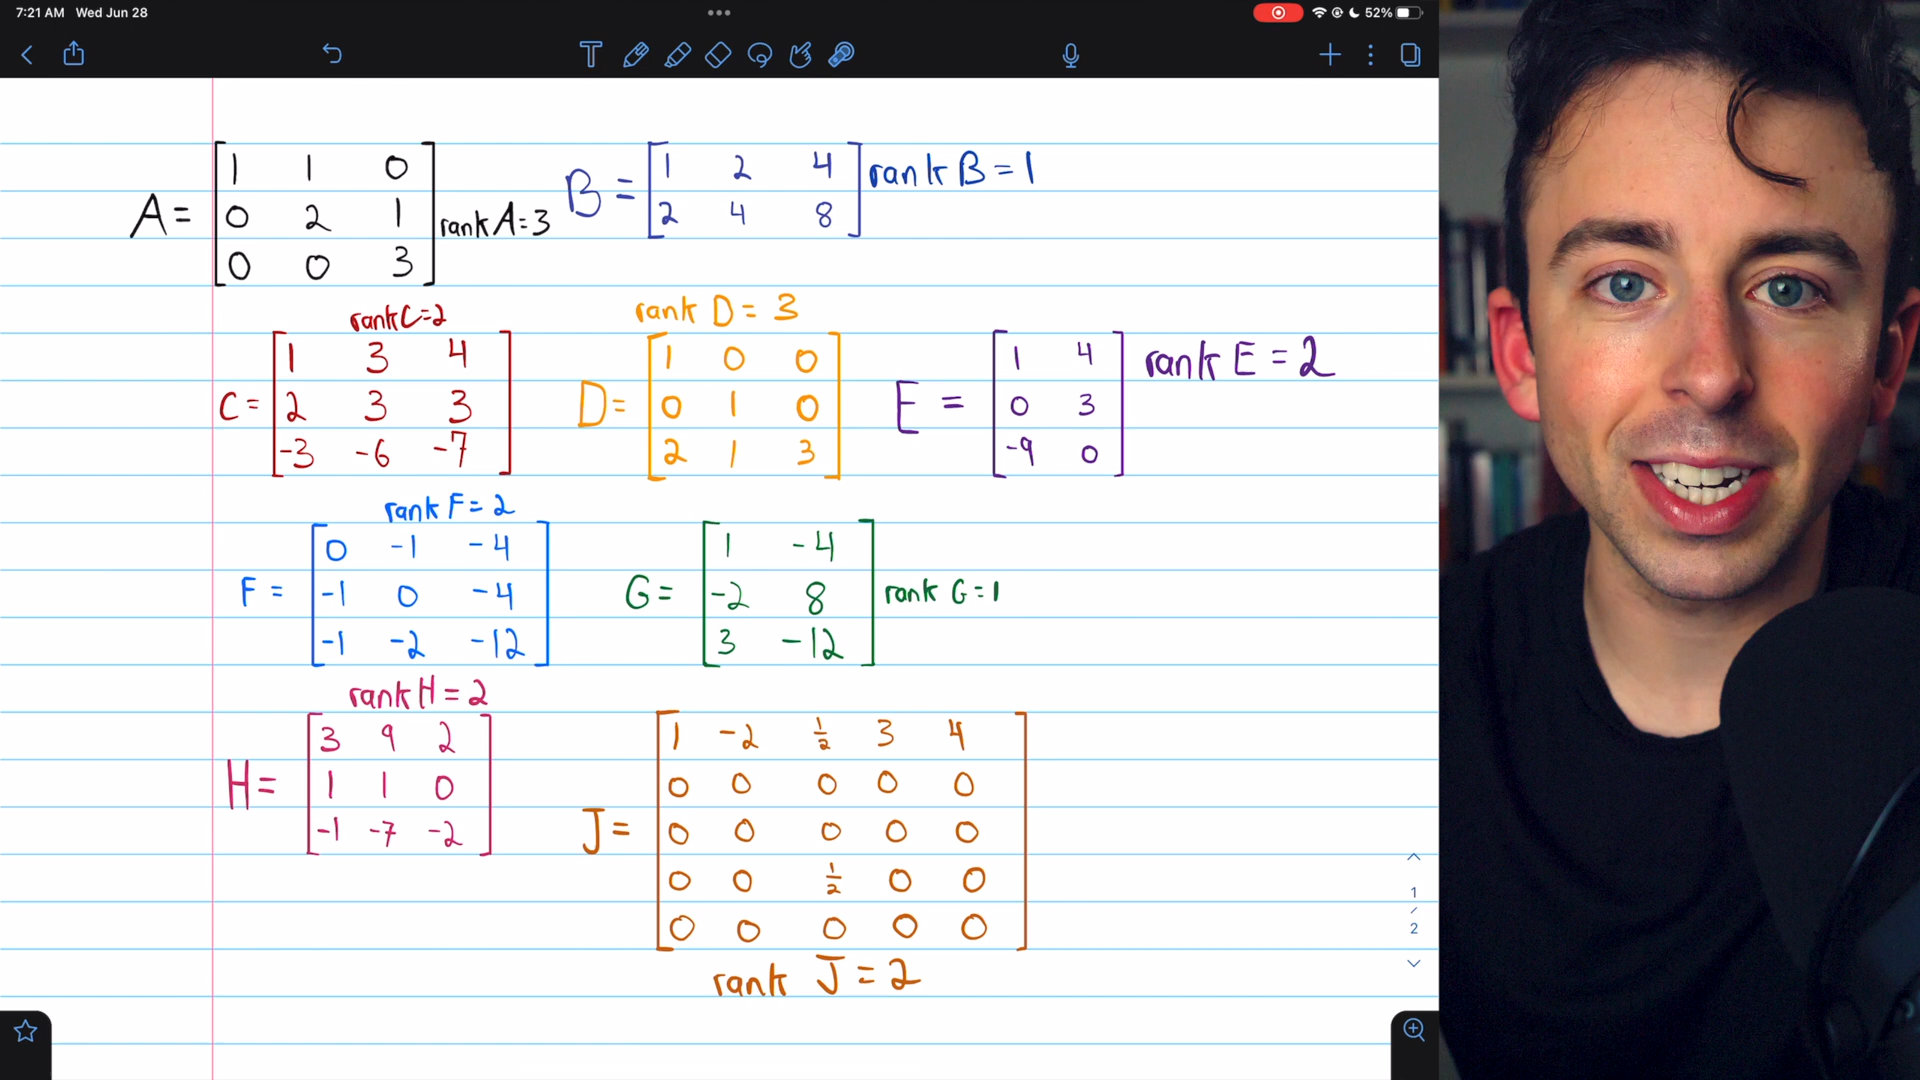 7:21 AM Wed Jun 28
52%
A = [1 1 0
0 2 1
0 0 3] rank A=3
B = [1 2 4
2 4 8] rank B = 1
rank C=2
C = [1 3 4
2 3 3
-3 -6 -7]
rank D = 3
D = [1 0 0
0 1 0
2 1 3]
E = [1 4
0 3
-9 0] rank E = 2
rank F = 2
F = [0 -1 -4
-1 0 -4
-1 -2 -12]
G = [1 -4
-2 8
3 -12] rank G = 1
rank H = 2
H = [3 9 2
1 1 0
-1 -7 -2]
J = [1 -2 1/2 3 4
0 0 0 0 0
0 0 0 0 0
0 0 1/2 0 0
0 0 0 0 0]
rank J = 2
1
/
2